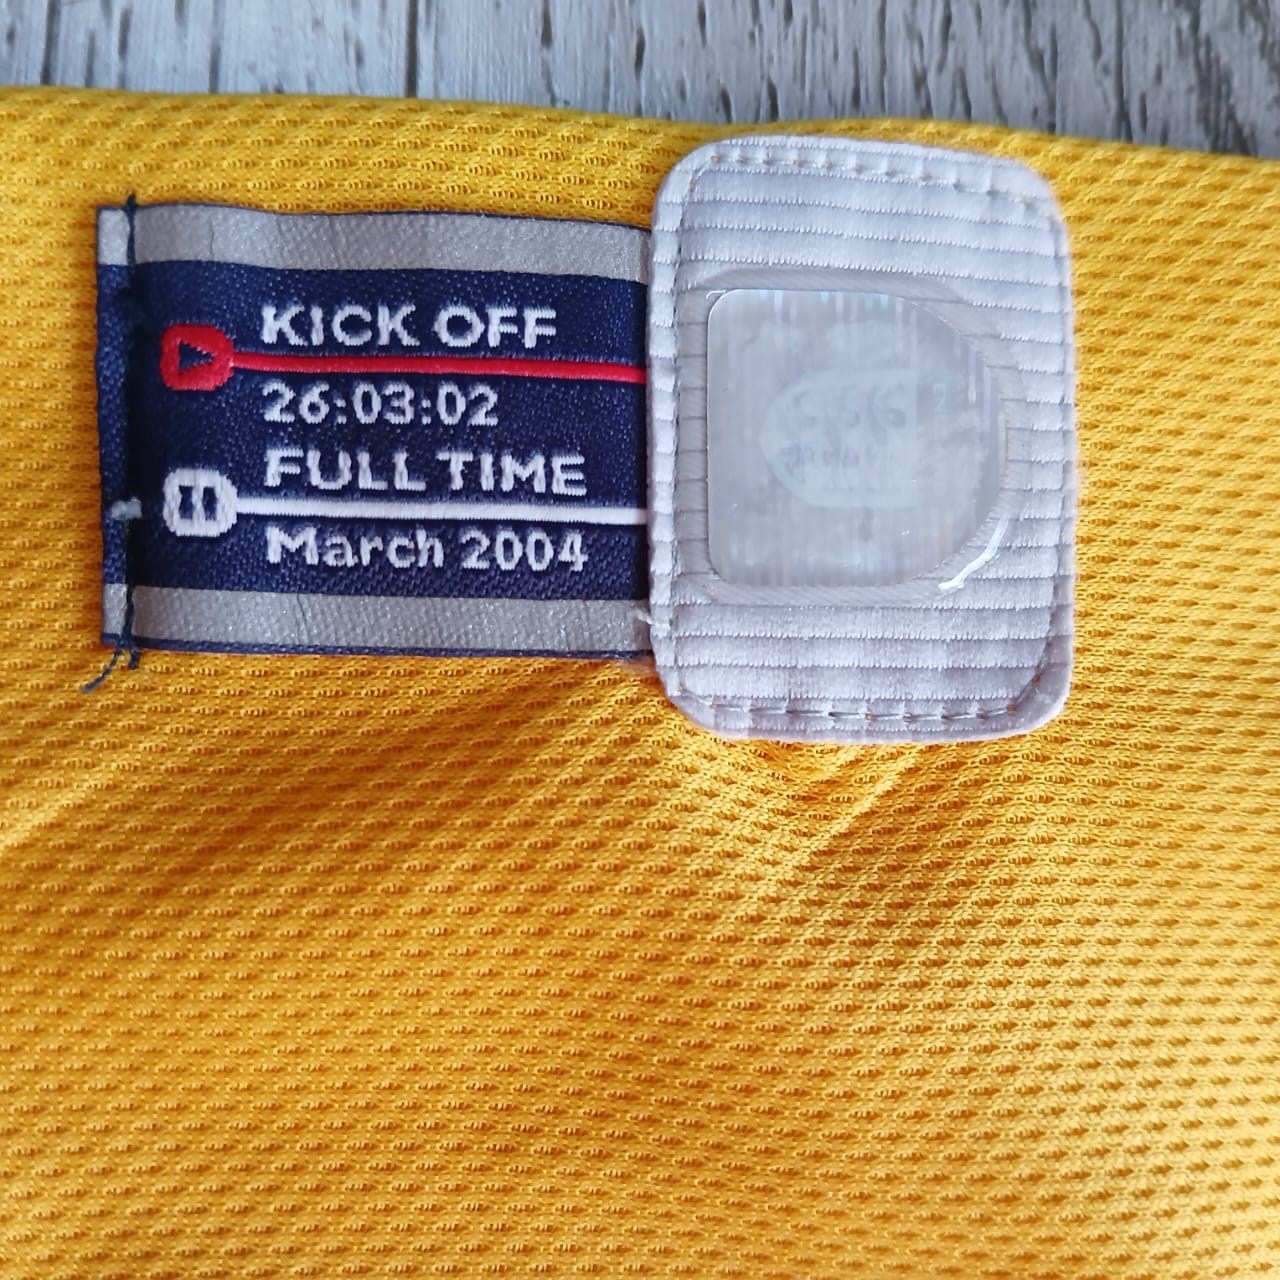 KICK OFF
26:03:02
FULL TIME
March 2004